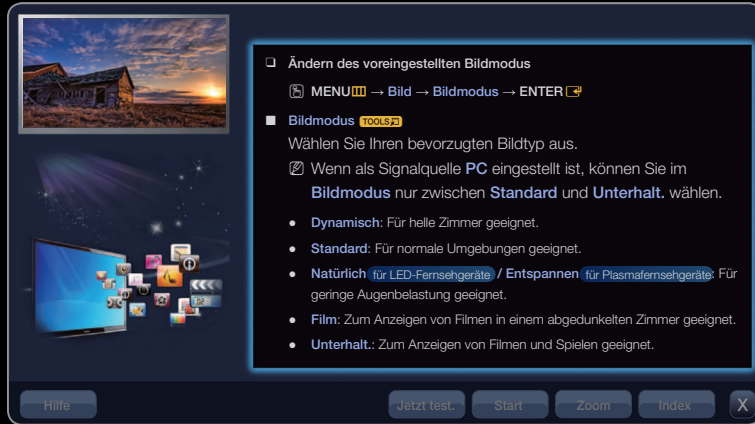 Ändern des voreingestellten Bildmodus
MENU → Bild → Bildmodus → ENTER
Bildmodus TOOLS
Wählen Sie Ihren bevorzugten Bildtyp aus.
Wenn als Signalquelle PC eingestellt ist, können Sie im
Bildmodus nur zwischen Standard und Unterhalt. wählen.
● Dynamisch: Für helle Zimmer geeignet.
● Standard: Für normale Umgebungen geeignet.
● Natürlich für LED-Fernsehgeräte / Entspannen für Plasmafernsehgeräte: Für
geringe Augenbelastung geeignet.
● Film: Zum Anzeigen von Filmen in einem abgedunkelten Zimmer geeignet.
● Unterhalt.: Zum Anzeigen von Filmen und Spielen geeignet.
Hilfe Jetzt test. Start Zoom Index X